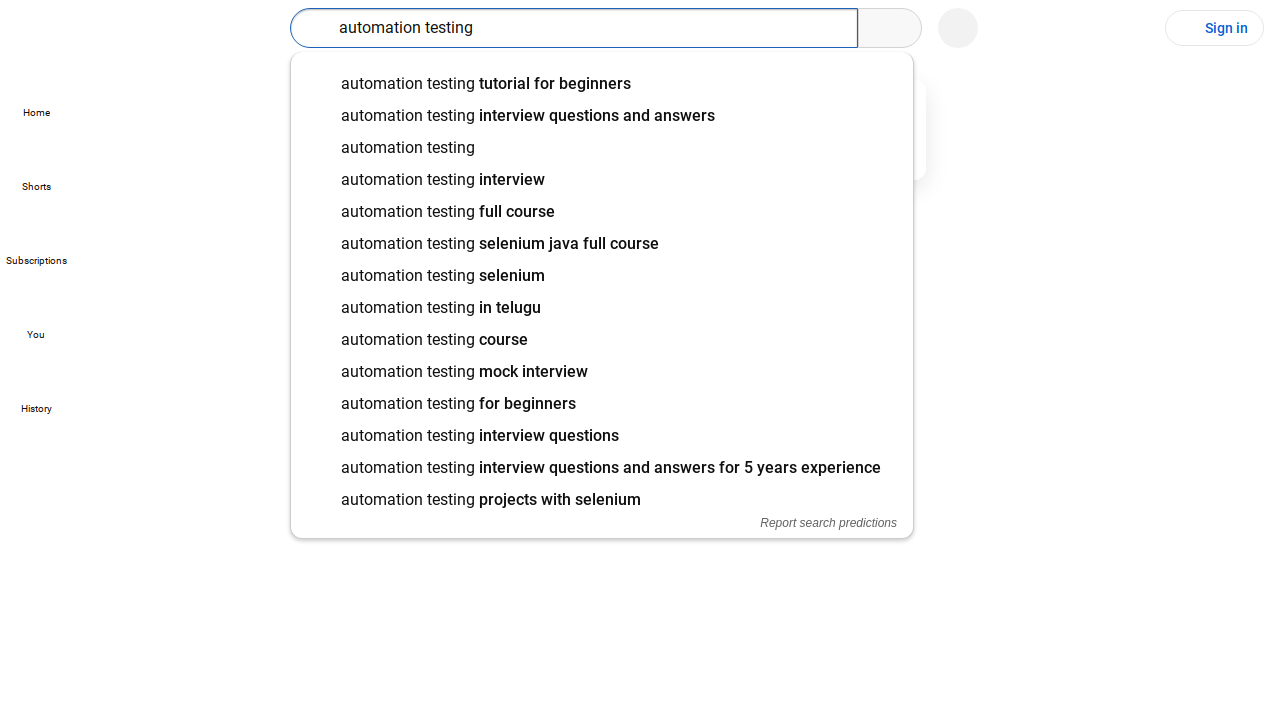 automation testing
Sign in
automation testing tutorial for beginners
automation testing interview questions and answers
automation testing
automation testing interview
automation testing full course
automation testing selenium java full course
automation testing selenium
automation testing in telugu
automation testing course
automation testing mock interview
automation testing for beginners
automation testing interview questions
automation testing interview questions and answers for 5 years experience
automation testing projects with selenium
Report search predictions
Home
Shorts
Subscriptions
You
History